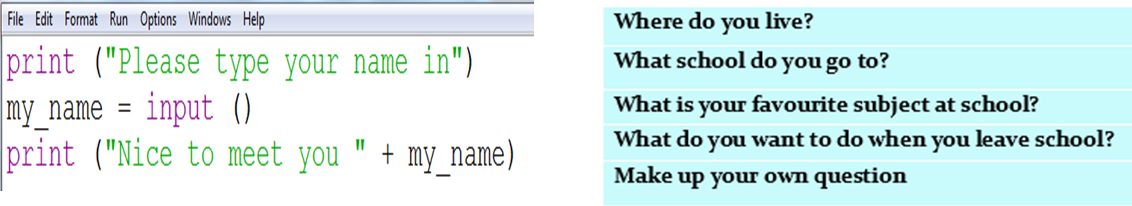 File Edit Format Run Options Windows Help
print ("Please type your name in")
my_name = input ()
print ("Nice to meet you " + my_name)
Where do you live?
What school do you go to?
What is your favourite subject at school?
What do you want to do when you leave school?
Make up your own question